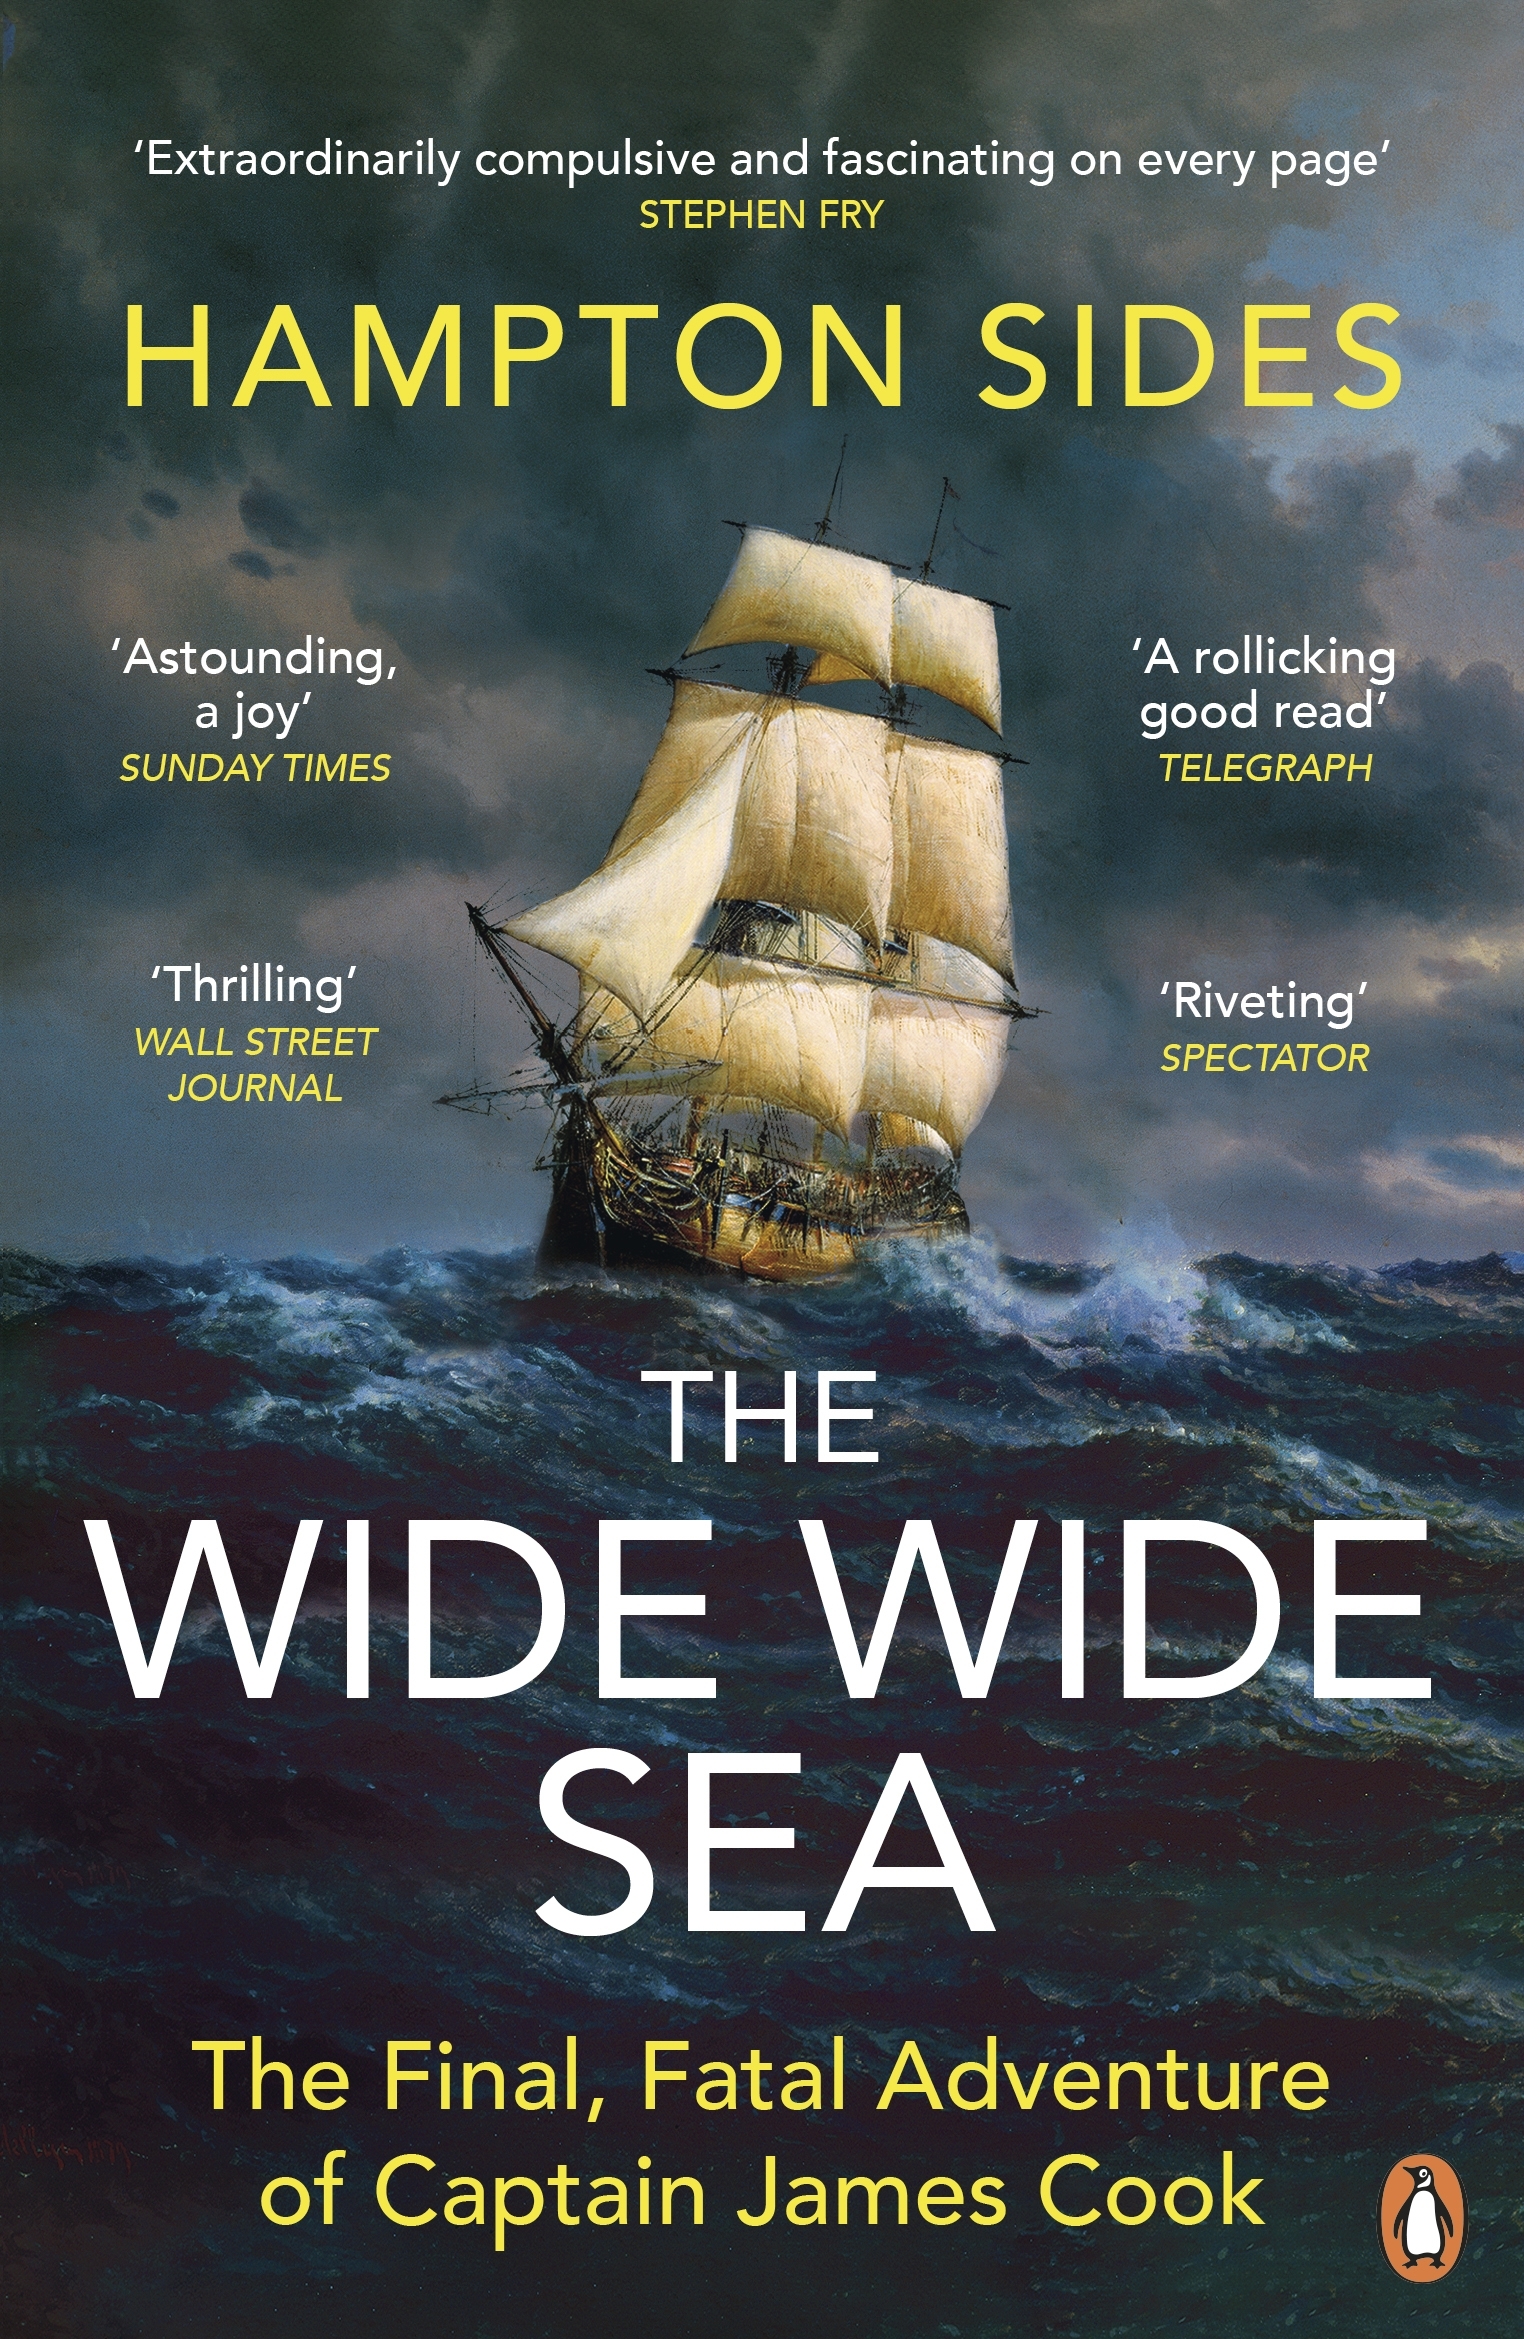 ‘Extraordinarily compulsive and fascinating on every page’
STEPHEN FRY
HAMPTON SIDES
‘Astounding,
a joy’
SUNDAY TIMES
‘A rollicking
good read’
TELEGRAPH
‘Thrilling’
WALL STREET
JOURNAL
‘Riveting’
SPECTATOR
THE
WIDE WIDE
SEA
The Final, Fatal Adventure
of Captain James Cook